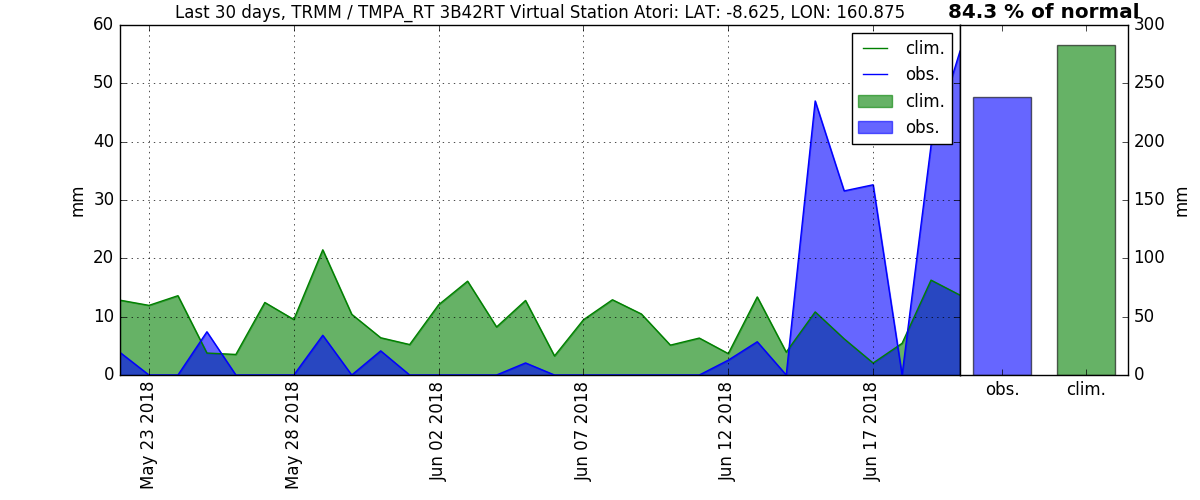 Last 30 days, TRMM / TMPA_RT 3B42RT Virtual Station Atori: LAT: -8.625, LON: 160.875
84.3 % of normal
clim.
obs.
clim.
obs.
60
50
40
30
20
10
0
mm
May 23 2018
May 28 2018
Jun 02 2018
Jun 07 2018
Jun 12 2018
Jun 17 2018
300
250
200
150
100
50
0
mm
obs.
clim.